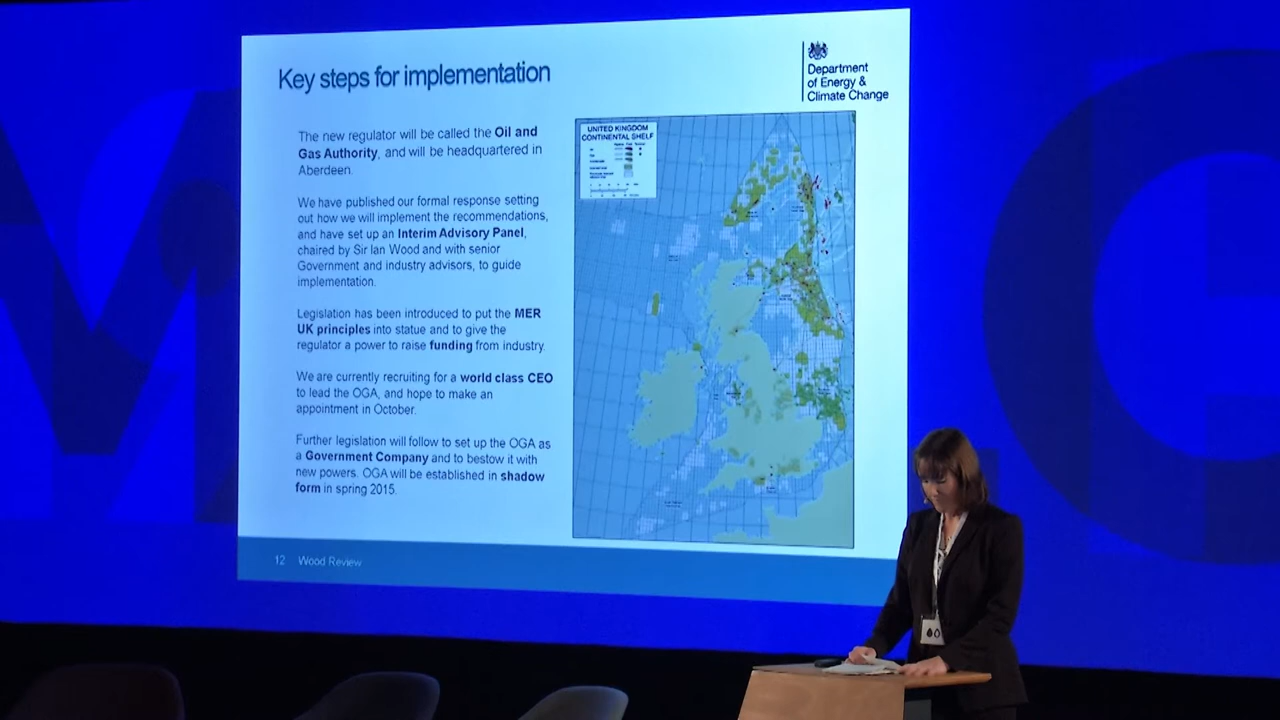 Key steps for implementation
Department
of Energy &
Climate Change
The new regulator will be called the Oil and
Gas Authority, and will be headquartered in
Aberdeen.
We have published our formal response setting
out how we will implement the recommendations,
and have set up an Interim Advisory Panel,
chaired by Sir Ian Wood and with senior
Government and industry advisors, to guide
implementation.
Legislation has been introduced to put the MER
UK principles into statue and to give the
regulator a power to raise funding from industry.
We are currently recruiting for a world class CEO
to lead the OGA, and hope to make an
appointment in October.
Further legislation will follow to set up the OGA as
a Government Company and to bestow it with
new powers. OGA will be established in shadow
form in spring 2015.
UNITED KINGDOM
CONTINENTAL SHELF
12 Wood Review